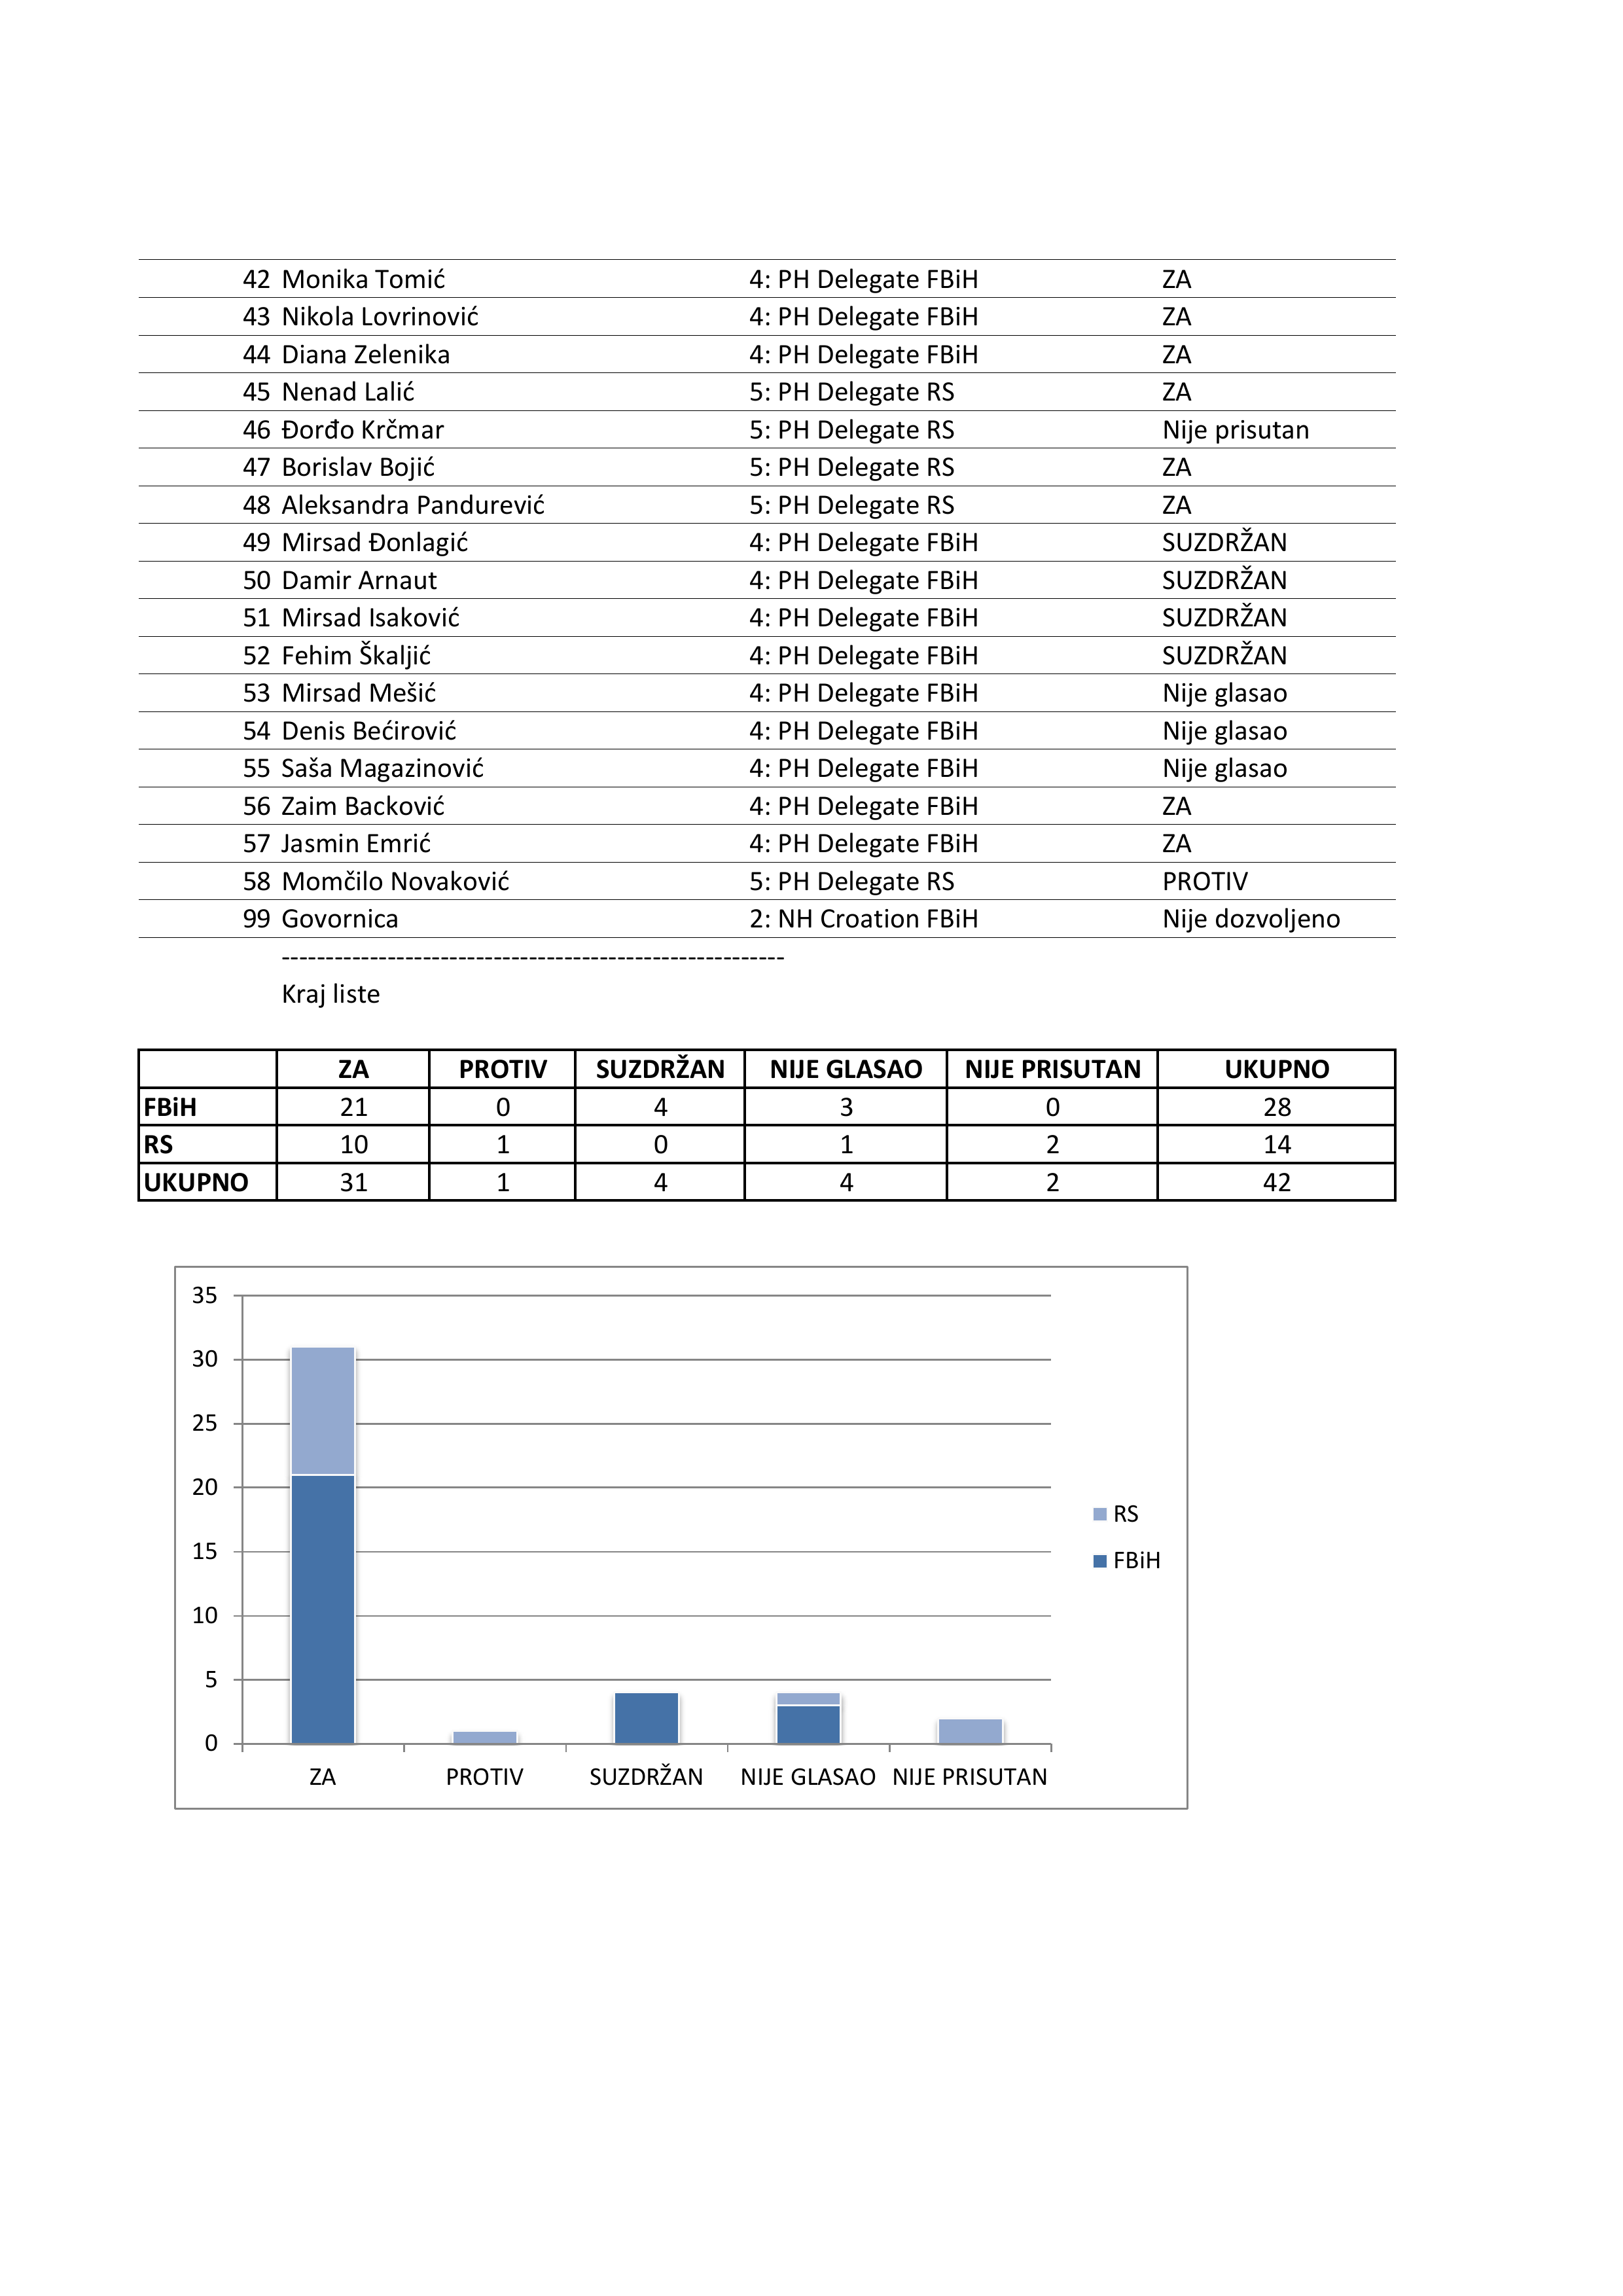 42 Monika Tomić 4: PH Delegate FBiH ZA
43 Nikola Lovrinović 4: PH Delegate FBiH ZA
44 Diana Zelenika 4: PH Delegate FBiH ZA
45 Nenad Lalić 5: PH Delegate RS ZA
46 Đorđo Krčmar 5: PH Delegate RS Nije prisutan
47 Borislav Bojić 5: PH Delegate RS ZA
48 Aleksandra Pandurević 5: PH Delegate RS ZA
49 Mirsad Đonlagić 4: PH Delegate FBiH SUZDRŽAN
50 Damir Arnaut 4: PH Delegate FBiH SUZDRŽAN
51 Mirsad Isaković 4: PH Delegate FBiH SUZDRŽAN
52 Fehim Škaljić 4: PH Delegate FBiH SUZDRŽAN
53 Mirsad Mešić 4: PH Delegate FBiH Nije glasao
54 Denis Bećirović 4: PH Delegate FBiH Nije glasao
55 Saša Magazinović 4: PH Delegate FBiH Nije glasao
56 Zaim Backović 4: PH Delegate FBiH ZA
57 Jasmin Emrić 4: PH Delegate FBiH ZA
58 Momčilo Novaković 5: PH Delegate RS PROTIV
99 Govornica 2: NH Croation FBiH Nije dozvoljeno
---------------------------------------------------------
Kraj liste
ZA PROTIV SUZDRŽAN NIJE GLASAO NIJE PRISUTAN UKUPNO
FBiH 21 0 4 3 0 28
RS 10 1 0 1 2 14
UKUPNO 31 1 4 4 2 42
35
30
25
20
15
10
5
0
ZA PROTIV SUZDRŽAN NIJE GLASAO NIJE PRISUTAN
RS
FBiH